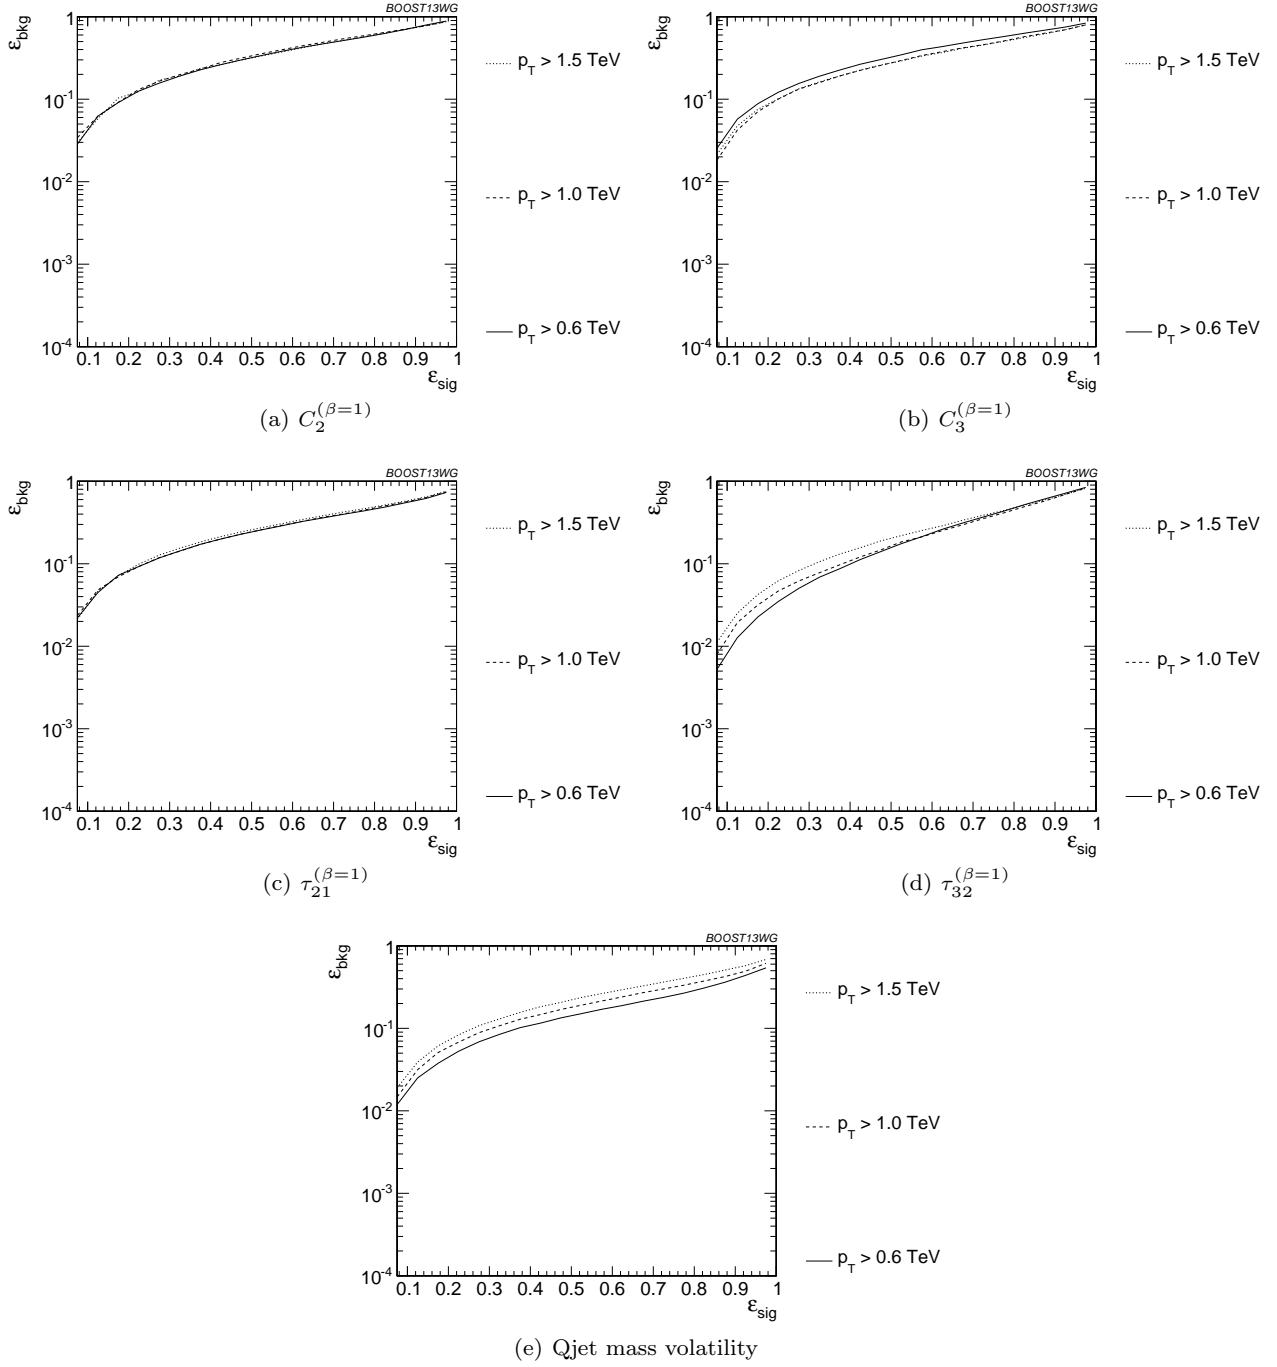 BOOST13WG
ε_bkg
1
10^-1
10^-2
10^-3
10^-4
0.1 0.2 0.3 0.4 0.5 0.6 0.7 0.8 0.9 1
ε_sig
p_T > 1.5 TeV
p_T > 1.0 TeV
p_T > 0.6 TeV
(a) C_2^(β=1)
BOOST13WG
ε_bkg
1
10^-1
10^-2
10^-3
10^-4
0.1 0.2 0.3 0.4 0.5 0.6 0.7 0.8 0.9 1
ε_sig
p_T > 1.5 TeV
p_T > 1.0 TeV
p_T > 0.6 TeV
(b) C_3^(β=1)
BOOST13WG
ε_bkg
1
10^-1
10^-2
10^-3
10^-4
0.1 0.2 0.3 0.4 0.5 0.6 0.7 0.8 0.9 1
ε_sig
p_T > 1.5 TeV
p_T > 1.0 TeV
p_T > 0.6 TeV
(c) τ_21^(β=1)
BOOST13WG
ε_bkg
1
10^-1
10^-2
10^-3
10^-4
0.1 0.2 0.3 0.4 0.5 0.6 0.7 0.8 0.9 1
ε_sig
p_T > 1.5 TeV
p_T > 1.0 TeV
p_T > 0.6 TeV
(d) τ_32^(β=1)
BOOST13WG
ε_bkg
1
10^-1
10^-2
10^-3
10^-4
0.1 0.2 0.3 0.4 0.5 0.6 0.7 0.8 0.9 1
ε_sig
p_T > 1.5 TeV
p_T > 1.0 TeV
p_T > 0.6 TeV
(e) Qjet mass volatility